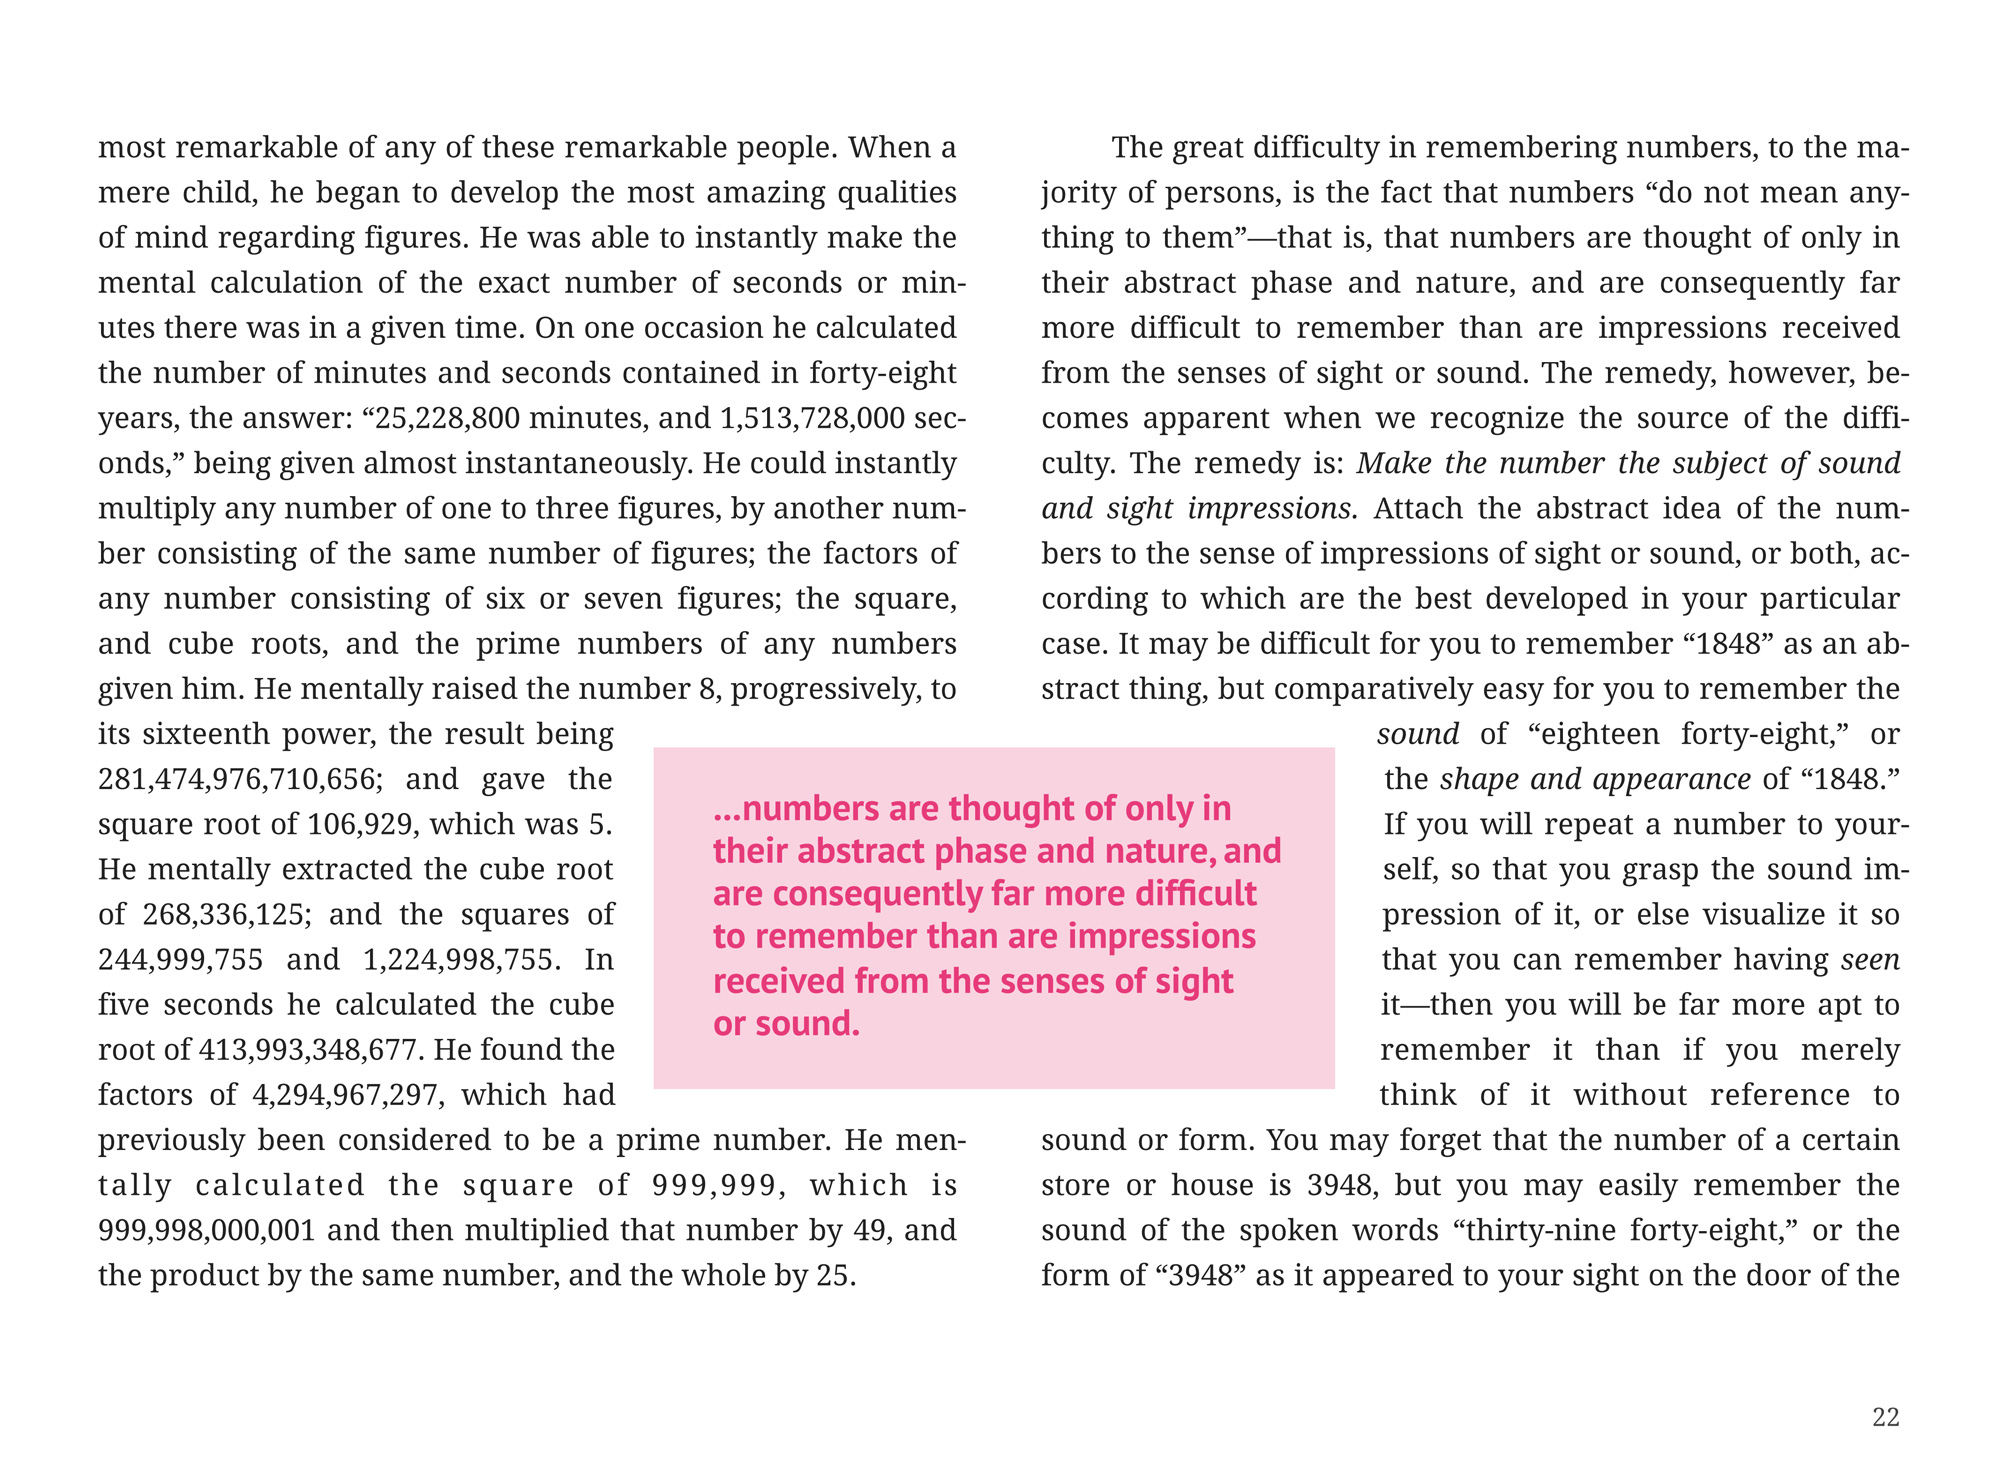 most remarkable of any of these remarkable people. When a
mere child, he began to develop the most amazing qualities
of mind regarding figures. He was able to instantly make the
mental calculation of the exact number of seconds or min-
utes there was in a given time. On one occasion he calculated
the number of minutes and seconds contained in forty-eight
years, the answer: “25,228,800 minutes, and 1,513,728,000 sec-
onds,” being given almost instantaneously. He could instantly
multiply any number of one to three figures, by another num-
ber consisting of the same number of figures; the factors of
any number consisting of six or seven figures; the square,
and cube roots, and the prime numbers of any numbers
given him. He mentally raised the number 8, progressively, to
its sixteenth power, the result being
281,474,976,710,656; and gave the
square root of 106,929, which was 5.
He mentally extracted the cube root
of 268,336,125; and the squares of
244,999,755 and 1,224,998,755. In
five seconds he calculated the cube
root of 413,993,348,677. He found the
factors of 4,294,967,297, which had
previously been considered to be a prime number. He men-
tally calculated the square of 999,999, which is
999,998,000,001 and then multiplied that number by 49, and
the product by the same number, and the whole by 25.
...numbers are thought of only in
their abstract phase and nature, and
are consequently far more difficult
to remember than are impressions
received from the senses of sight
or sound.
The great difficulty in remembering numbers, to the ma-
jority of persons, is the fact that numbers “do not mean any-
thing to them”—that is, that numbers are thought of only in
their abstract phase and nature, and are consequently far
more difficult to remember than are impressions received
from the senses of sight or sound. The remedy, however, be-
comes apparent when we recognize the source of the diffi-
culty. The remedy is: Make the number the subject of sound
and sight impressions. Attach the abstract idea of the num-
bers to the sense of impressions of sight or sound, or both, ac-
cording to which are the best developed in your particular
case. It may be difficult for you to remember “1848” as an ab-
stract thing, but comparatively easy for you to remember the
sound of “eighteen forty-eight,” or
the shape and appearance of “1848.”
If you will repeat a number to your-
self, so that you grasp the sound im-
pression of it, or else visualize it so
that you can remember having seen
it—then you will be far more apt to
remember it than if you merely
think of it without reference to
sound or form. You may forget that the number of a certain
store or house is 3948, but you may easily remember the
sound of the spoken words “thirty-nine forty-eight,” or the
form of “3948” as it appeared to your sight on the door of the
22